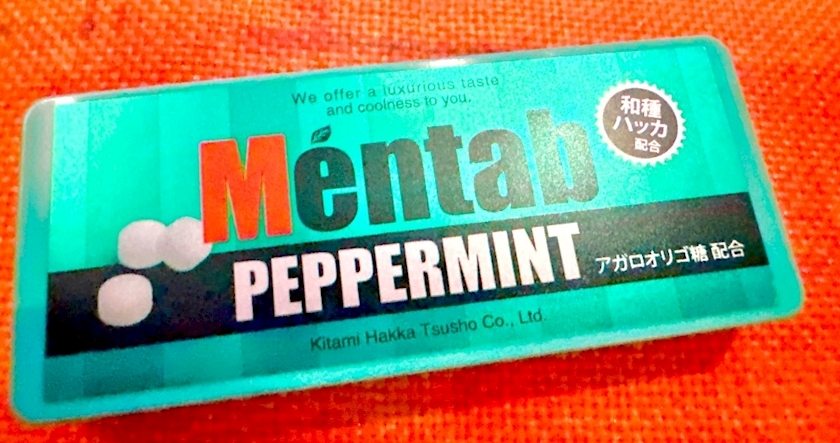 We offer a luxurious taste
and coolness to you.
和種
ハッカ
配合
Mentab
PEPPERMINT
アガロオリゴ糖 配合
Kitami Hakka Tsusho Co., Ltd.